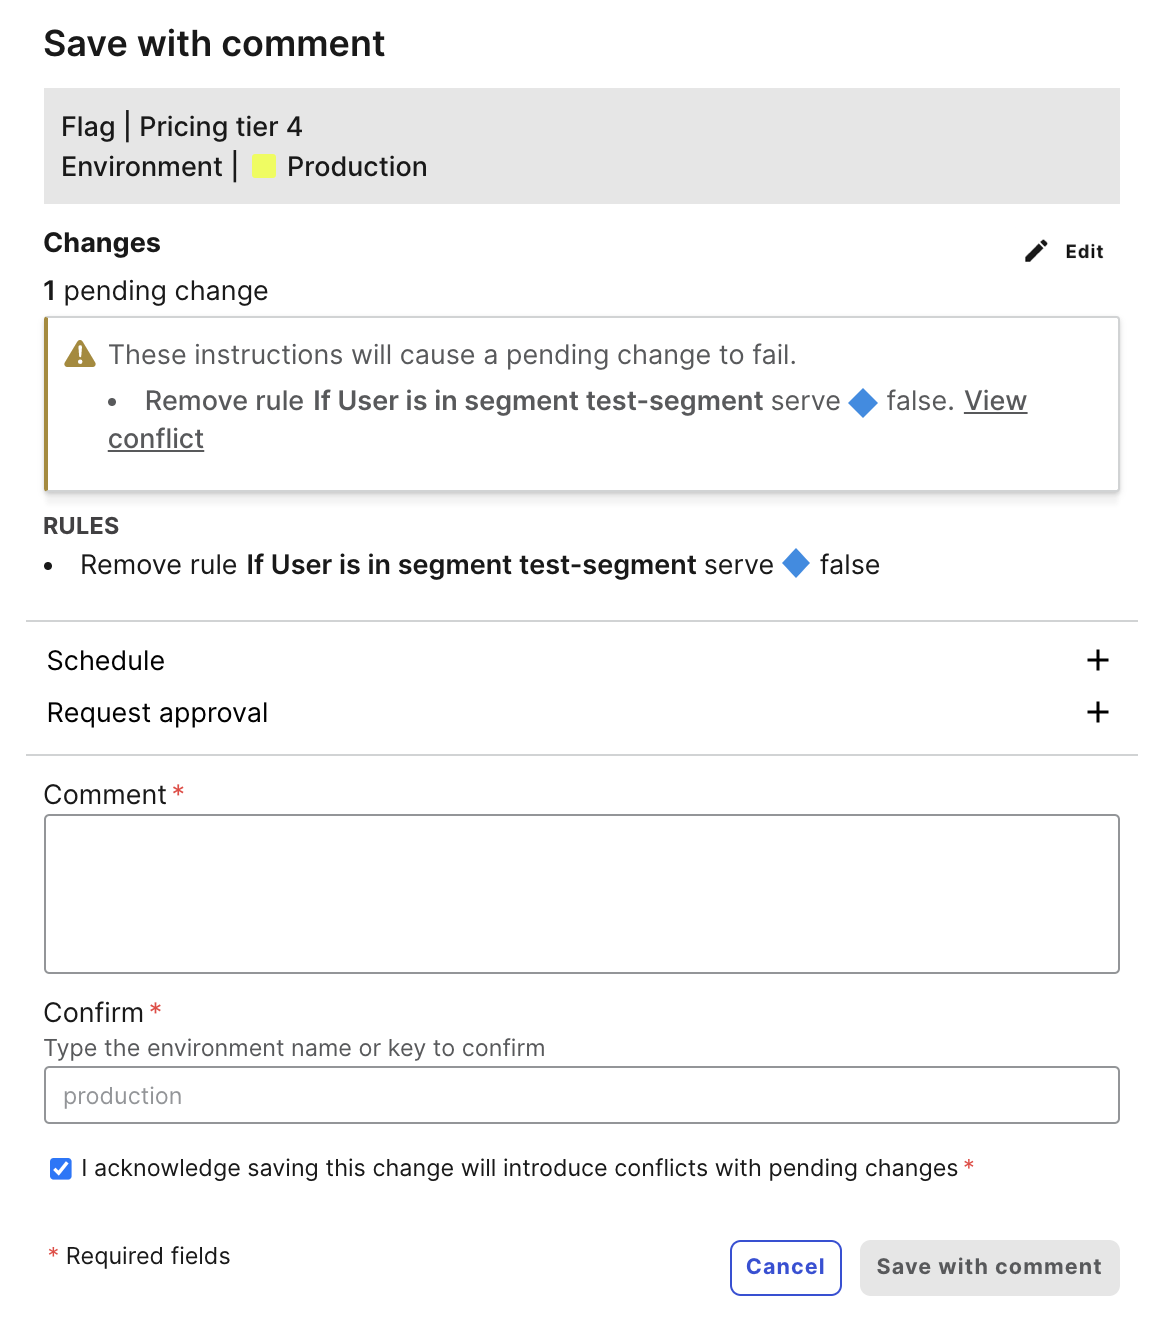 Save with comment
Flag | Pricing tier 4
Environment | Production
Changes
Edit
1 pending change
These instructions will cause a pending change to fail.
• Remove rule If User is in segment test-segment serve false. View
conflict
RULES
• Remove rule If User is in segment test-segment serve false
Schedule +
Request approval +
Comment *
Confirm *
Type the environment name or key to confirm
production
I acknowledge saving this change will introduce conflicts with pending changes *
* Required fields
Cancel
Save with comment